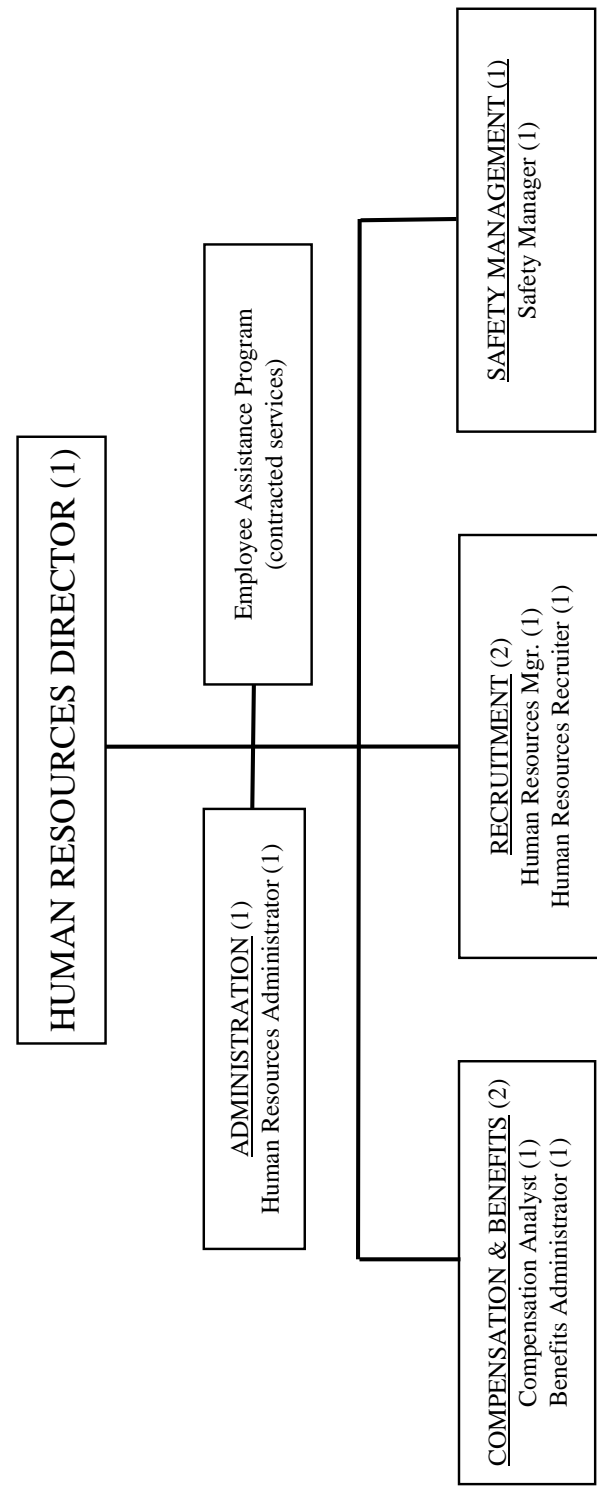 HUMAN RESOURCES DIRECTOR (1)
ADMINISTRATION (1)
Human Resources Administrator (1)
Employee Assistance Program
(contracted services)
COMPENSATION & BENEFITS (2)
Compensation Analyst (1)
Benefits Administrator (1)
RECRUITMENT (2)
Human Resources Mgr. (1)
Human Resources Recruiter (1)
SAFETY MANAGEMENT (1)
Safety Manager (1)